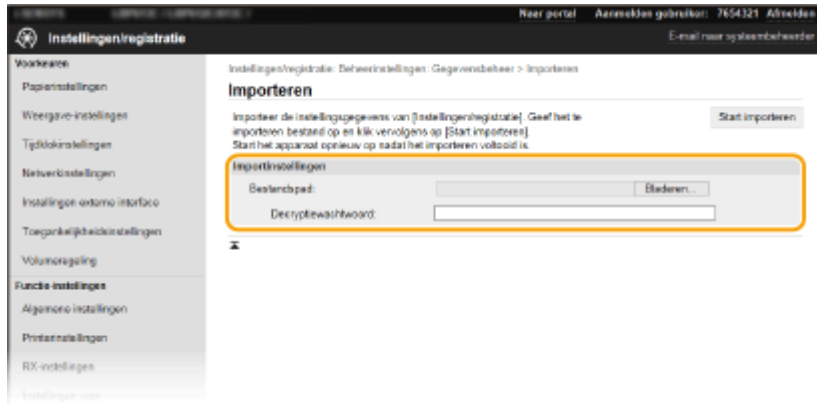 Naar portal Aanmelden gebruiker: 7654321 Afmelden
Instellingen/registratie
E-mail naar systeembeheerder
Voorkeuren
Papierinstellingen
Weergave-instellingen
Tijdklokinstellingen
Netwerkinstellingen
Instellingen externe interface
Toegankelijkheidsinstellingen
Volumeregeling
Functie-instellingen
Algemene instellingen
Printerinstellingen
RX-instellingen
Instellingen/registratie: Beheerinstellingen: Gegevensbeheer > Importeren
Importeren
Importeer de instelingsgegevens van [Instellingen/registratie]. Geef het te
importeren bestand op en klik vervolgens op [Start importeren].
Start het apparaat opnieuw op nadat het importeren voltooid is.
Start importeren
Importinstellingen
Bestandspad:
Bladeren...
Decryptiewachtwoord: